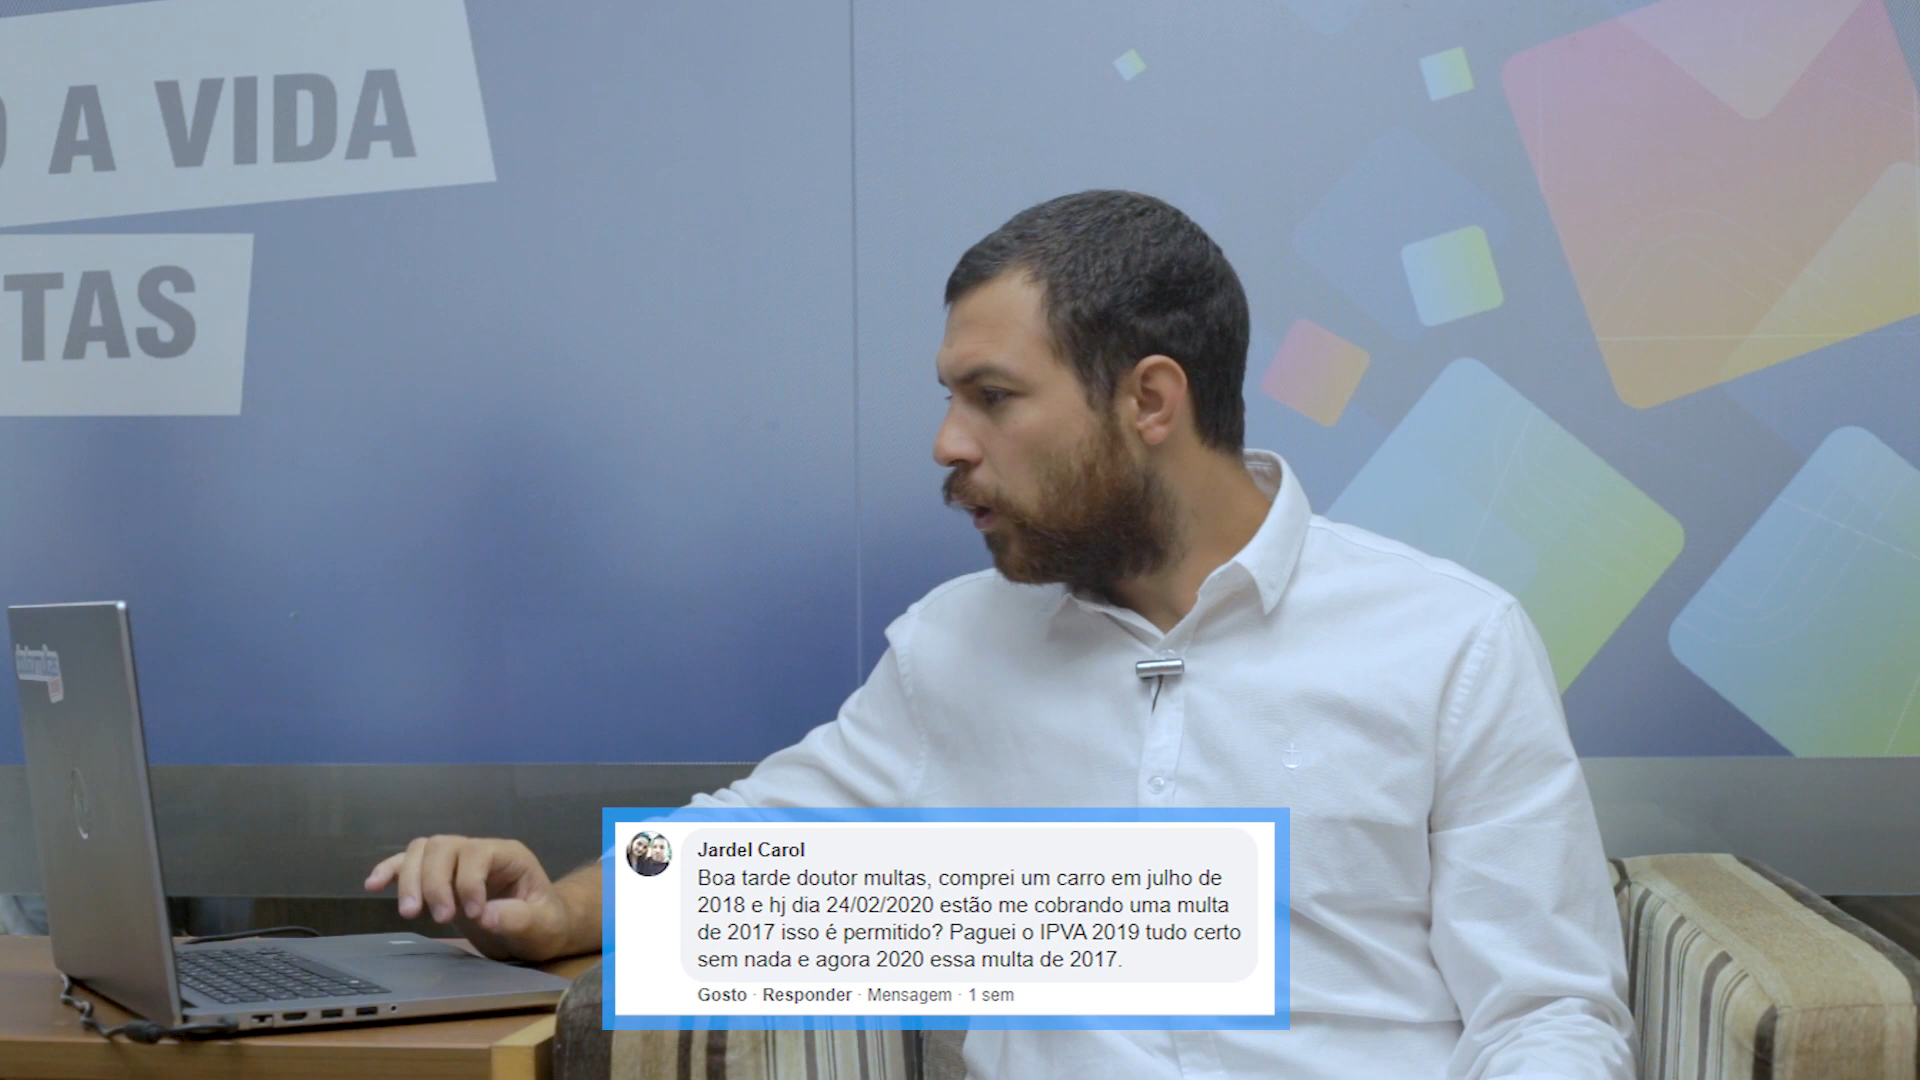 A VIDA
TAS
Jardel Carol
Boa tarde doutor multas, comprei um carro em julho de
2018 e hj dia 24/02/2020 estão me cobrando uma multa
de 2017 isso é permitido? Paguei o IPVA 2019 tudo certo
sem nada e agora 2020 essa multa de 2017.
Gosto · Responder · Mensagem · 1 sem